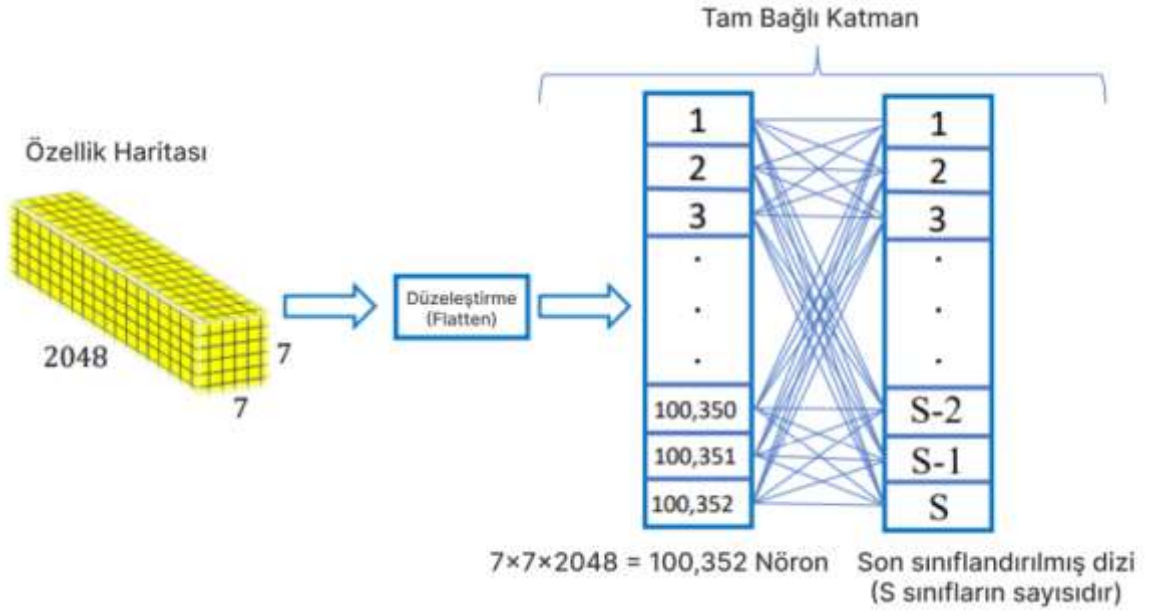 Tam Bağlı Katman
Özellik Haritası
2048
7
7
Düzeleştirme
(Flatten)
1
2
3
.
.
.
100,350
100,351
100,352
1
2
3
.
.
.
S-2
S-1
S
7×7×2048 = 100,352 Nöron
Son sınıflandırılmış dizi
(S sınıfların sayısıdır)